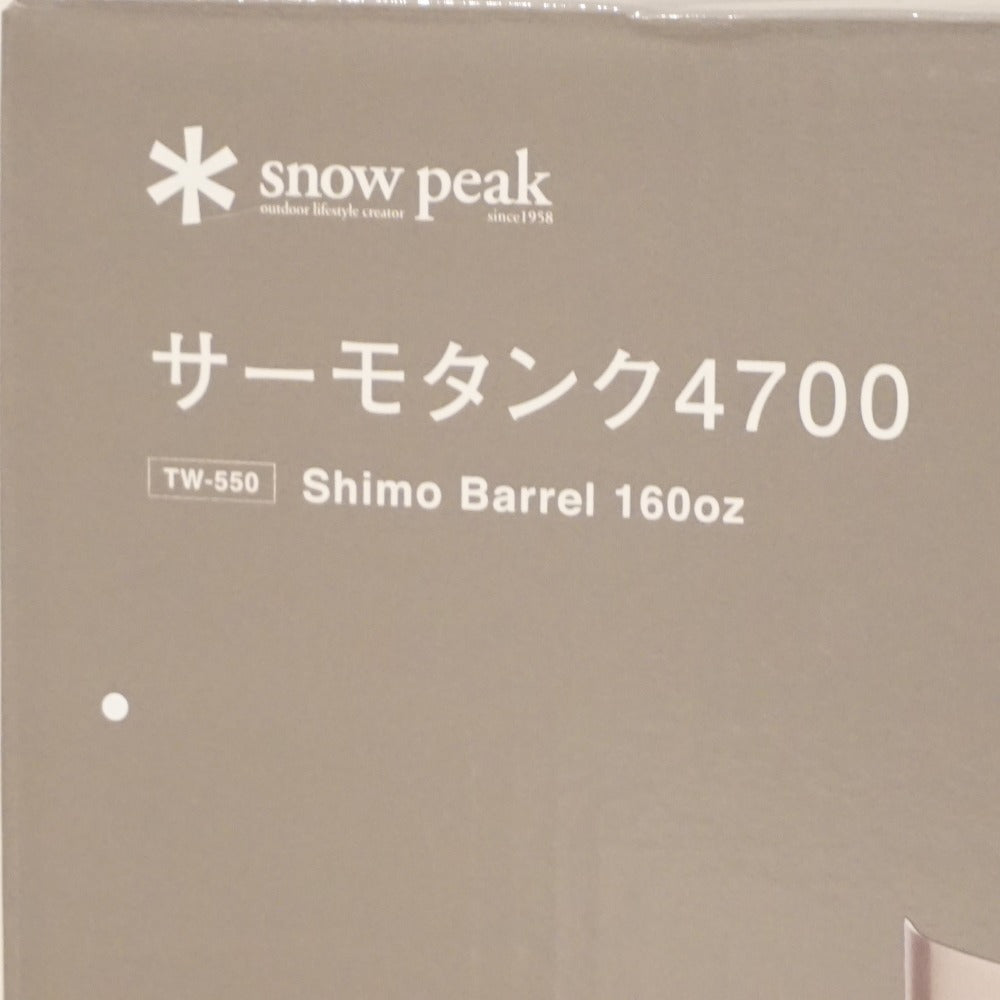 snow peak
outdoor lifestyle creator since1958
サーモタンク4700
TW-550 Shimo Barrel 160oz